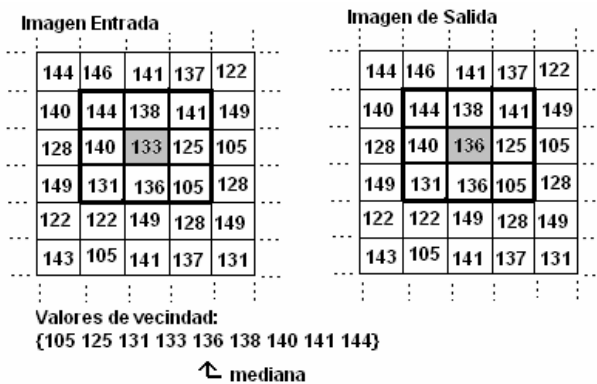 Imagen Entrada
144 146 141 137 122
140 144 138 141 149
128 140 133 125 105
149 131 136 105 128
122 122 149 128 149
143 105 141 137 131
Imagen de Salida
144 146 141 137 122
140 144 138 141 149
128 140 136 125 105
149 131 136 105 128
122 122 149 128 149
143 105 141 137 131
Valores de vecindad:
{105 125 131 133 136 138 140 141 144}
mediana